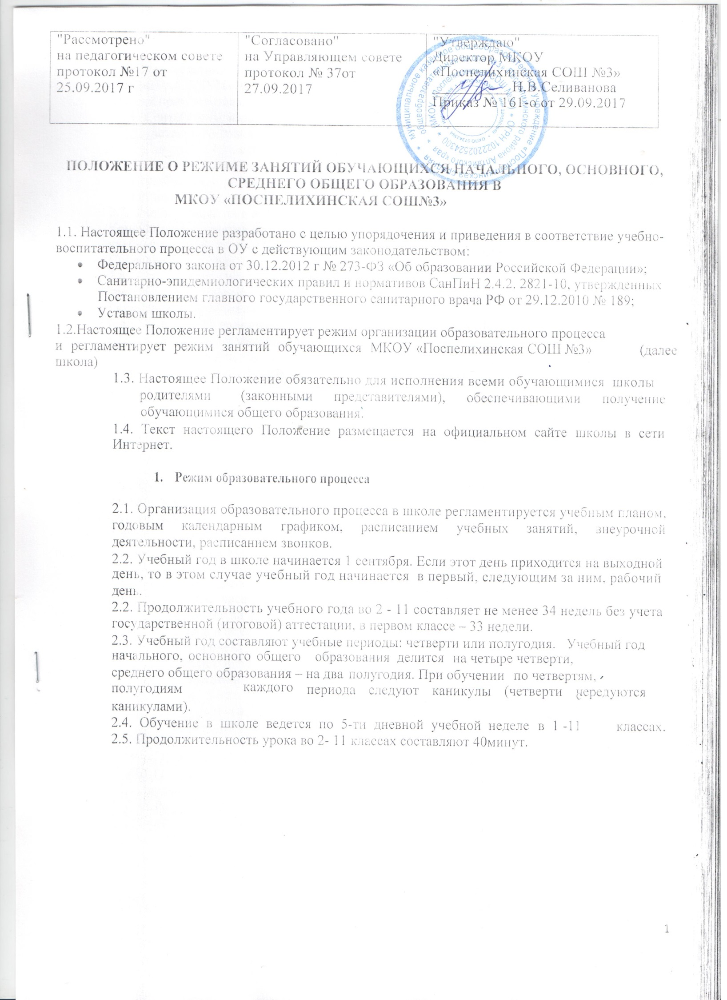 "Рассмотрено"
на педагогическом совете
протокол №17 от
25.09.2017 г
"Согласовано"
на Управляющем совете
протокол № 37от
27.09.2017
"Утверждаю"
Директор МКОУ
«Поспелихинская СОШ №3»
Н.В.Селиванова
Приказ № 161-о от 29.09.2017
ПОЛОЖЕНИЕ О РЕЖИМЕ ЗАНЯТИЙ ОБУЧАЮЩИХСЯ НАЧАЛЬНОГО, ОСНОВНОГО,
СРЕДНЕГО ОБЩЕГО ОБРАЗОВАНИЯ В
МКОУ «ПОСПЕЛИХИНСКАЯ СОШ№3»
1.1. Настоящее Положение разработано с целью упорядочения и приведения в соответствие учебно-
воспитательного процесса в ОУ с действующим законодательством:
• Федерального закона от 30.12.2012 г № 273-ФЗ «Об образовании Российской Федерации»;
• Санитарно-эпидемиологических правил и нормативов СанПиН 2.4.2. 2821-10, утвержденных
Постановлением главного государственного санитарного врача РФ от 29.12.2010 № 189;
• Уставом школы.
1.2.Настоящее Положение регламентирует режим организации образовательного процесса
и регламентирует режим занятий обучающихся МКОУ «Поспелихинская СОШ №3» (далее
школа)
1.3. Настоящее Положение обязательно для исполнения всеми обучающимися школы
родителями (законными представителями), обеспечивающими получение
обучающимися общего образования.
1.4. Текст настоящего Положение размещается на официальном сайте школы в сети
Интернет.
1. Режим образовательного процесса
2.1. Организация образовательного процесса в школе регламентируется учебным планом,
годовым календарным графиком, расписанием учебных занятий, внеурочной
деятельности, расписанием звонков.
2.2. Учебный год в школе начинается 1 сентября. Если этот день приходится на выходной
день, то в этом случае учебный год начинается в первый, следующим за ним, рабочий
день.
2.2. Продолжительность учебного года во 2 - 11 составляет не менее 34 недель без учета
государственной (итоговой) аттестации, в первом классе – 33 недели.
2.3. Учебный год составляют учебные периоды: четверти или полугодия. Учебный год
начального, основного общего образования делится на четыре четверти,
среднего общего образования – на два полугодия. При обучении по четвертям,
полугодиям каждого периода следуют каникулы (четверти чередуются
каникулами).
2.4. Обучение в школе ведется по 5-ти дневной учебной неделе в 1 -11 классах.
2.5. Продолжительность урока во 2- 11 классах составляют 40минут.
1